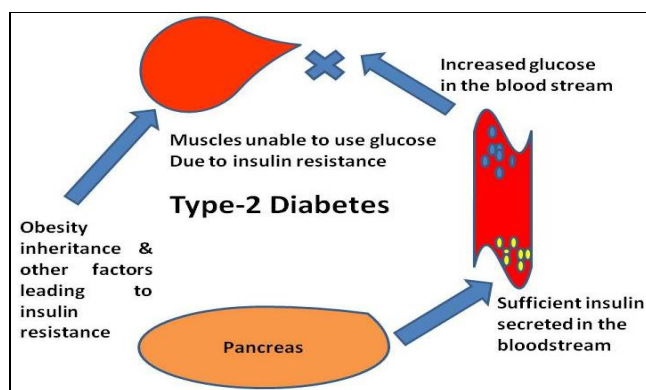 Increased glucose
in the blood stream
Muscles unable to use glucose
Due to insulin resistance
Type-2 Diabetes
Obesity
inheritance &
other factors
leading to
insulin
resistance
Pancreas
Sufficient insulin
secreted in the
bloodstream